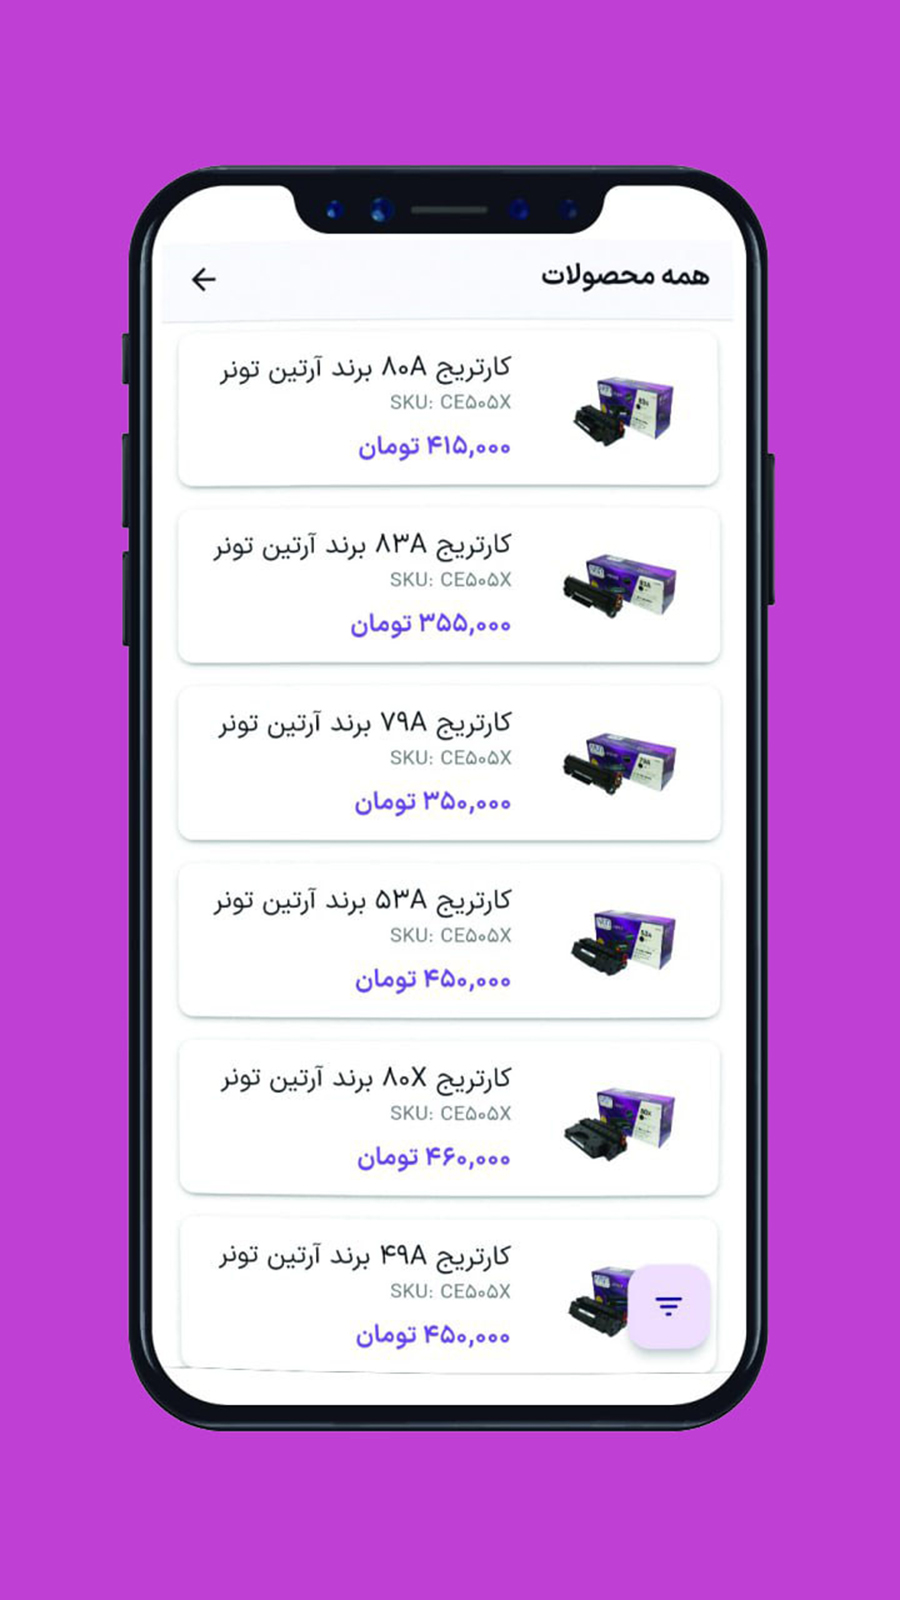 همه محصولات
کارتریج ۸۰A برند آرتین تونر
SKU: CE۵۰۵X
۴۱۵,۰۰۰ تومان
کارتریج ۸۳A برند آرتین تونر
SKU: CE۵۰۵X
۳۵۵,۰۰۰ تومان
کارتریج ۷۹A برند آرتین تونر
SKU: CE۵۰۵X
۳۵۰,۰۰۰ تومان
کارتریج ۵۳A برند آرتین تونر
SKU: CE۵۰۵X
۴۵۰,۰۰۰ تومان
کارتریج ۸۰X برند آرتین تونر
SKU: CE۵۰۵X
۴۶۰,۰۰۰ تومان
کارتریج ۴۹A برند آرتین تونر
SKU: CE۵۰۵X
۴۵۰,۰۰۰ تومان